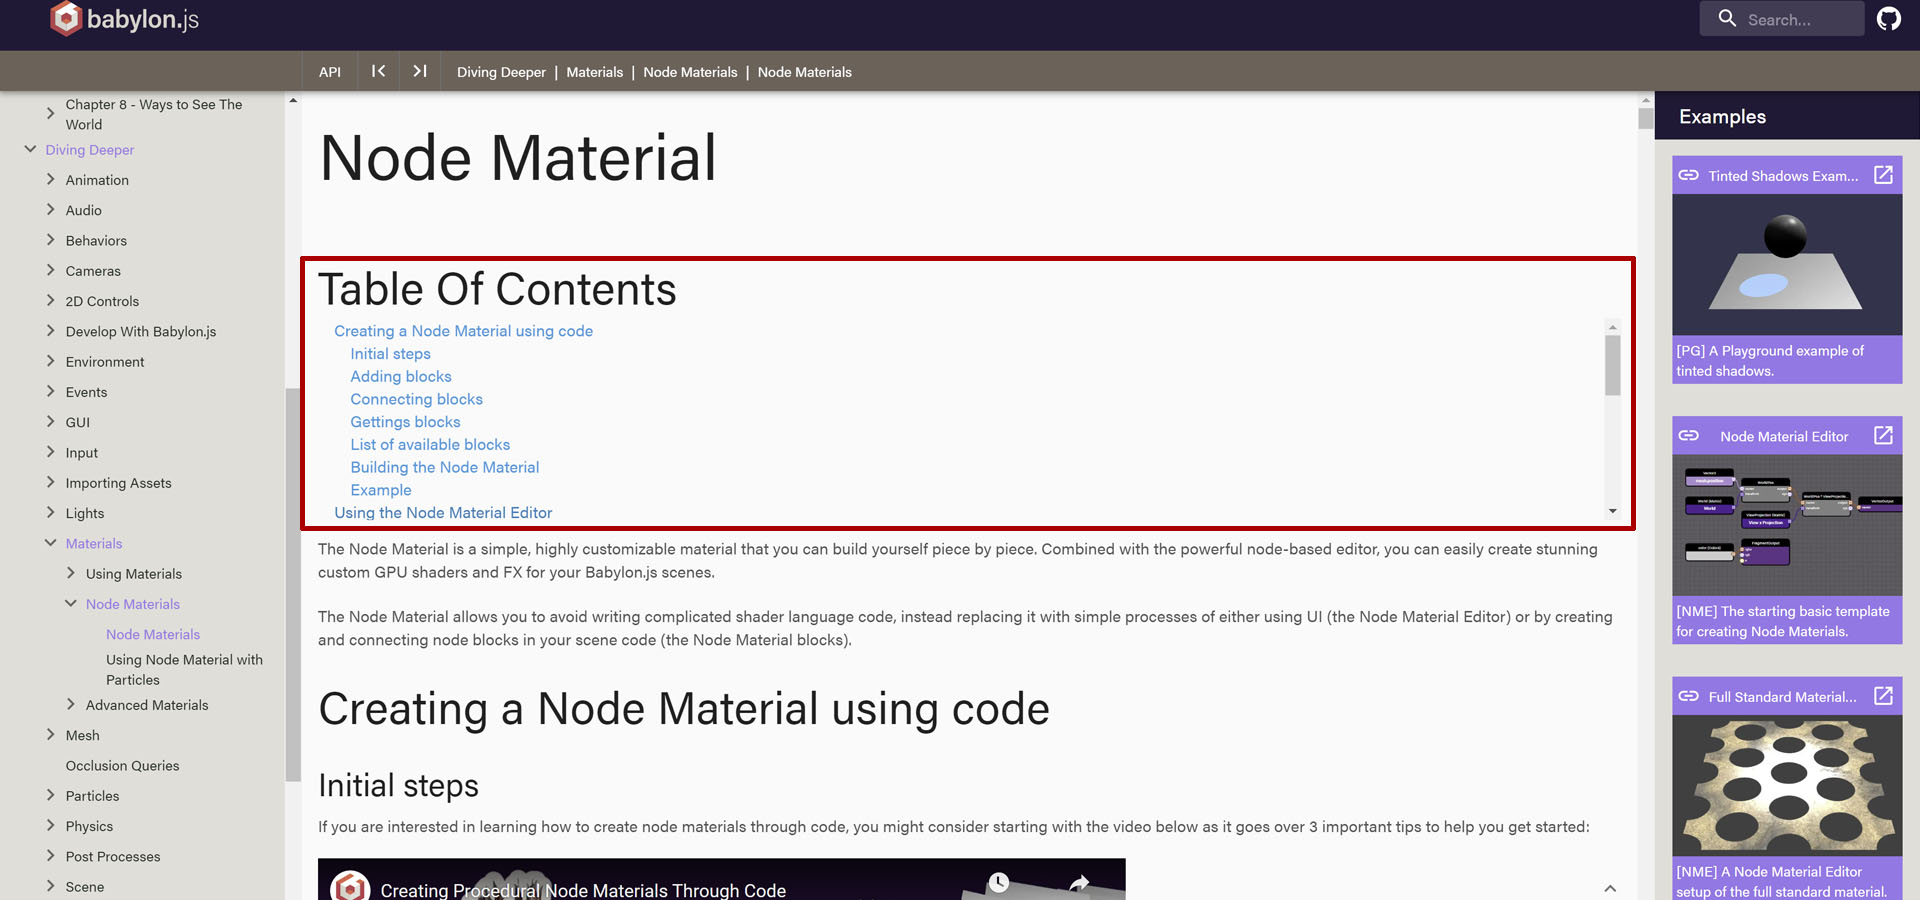 babylon.js
Search...
API
Diving Deeper | Materials | Node Materials | Node Materials
Chapter 8 - Ways to See The
World
Diving Deeper
Animation
Audio
Behaviors
Cameras
2D Controls
Develop With Babylon.js
Environment
Events
GUI
Input
Importing Assets
Lights
Materials
Using Materials
Node Materials
Node Materials
Using Node Material with
Particles
Advanced Materials
Mesh
Occlusion Queries
Particles
Physics
Post Processes
Scene
Node Material
Table Of Contents
Creating a Node Material using code
Initial steps
Adding blocks
Connecting blocks
Gettings blocks
List of available blocks
Building the Node Material
Example
Using the Node Material Editor
The Node Material is a simple, highly customizable material that you can build yourself piece by piece. Combined with the powerful node-based editor, you can easily create stunning
custom GPU shaders and FX for your Babylon.js scenes.
The Node Material allows you to avoid writing complicated shader language code, instead replacing it with simple processes of either using UI (the Node Material Editor) or by creating
and connecting node blocks in your scene code (the Node Material blocks).
Creating a Node Material using code
Initial steps
If you are interested in learning how to create node materials through code, you might consider starting with the video below as it goes over 3 important tips to help you get started:
Creating Procedural Node Materials Through Code
Examples
Tinted Shadows Exam...
[PG] A Playground example of
tinted shadows.
Node Material Editor
[NME] The starting basic template
for creating Node Materials.
Full Standard Material...
[NME] A Node Material Editor
setup of the full standard material.